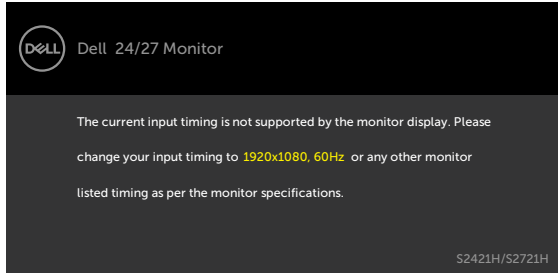 DELL
Dell 24/27 Monitor
The current input timing is not supported by the monitor display. Please
change your input timing to 1920x1080, 60Hz or any other monitor
listed timing as per the monitor specifications.
S2421H/S2721H